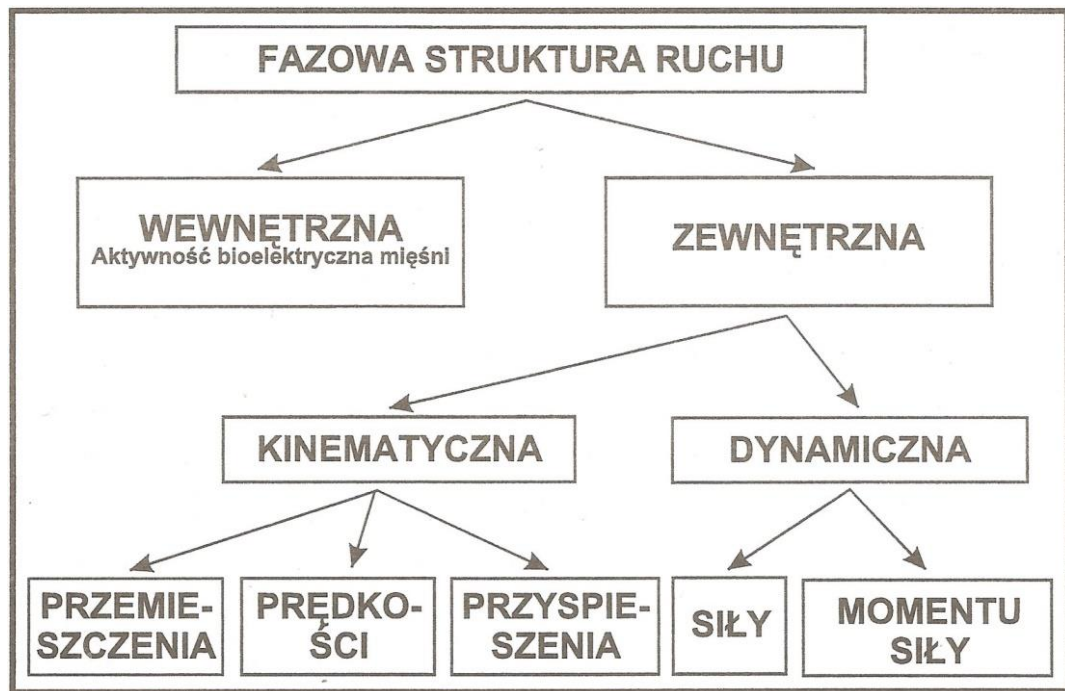 FAZOWA STRUKTURA RUCHU
WEWNĘTRZNA
Aktywność bioelektryczna mięśni
ZEWNĘTRZNA
KINEMATYCZNA
DYNAMICZNA
PRZEMIE-
SZCZENIA
PRĘDKO-
ŚCI
PRZYSPIE-
SZENIA
SIŁY
MOMENTU
SIŁY